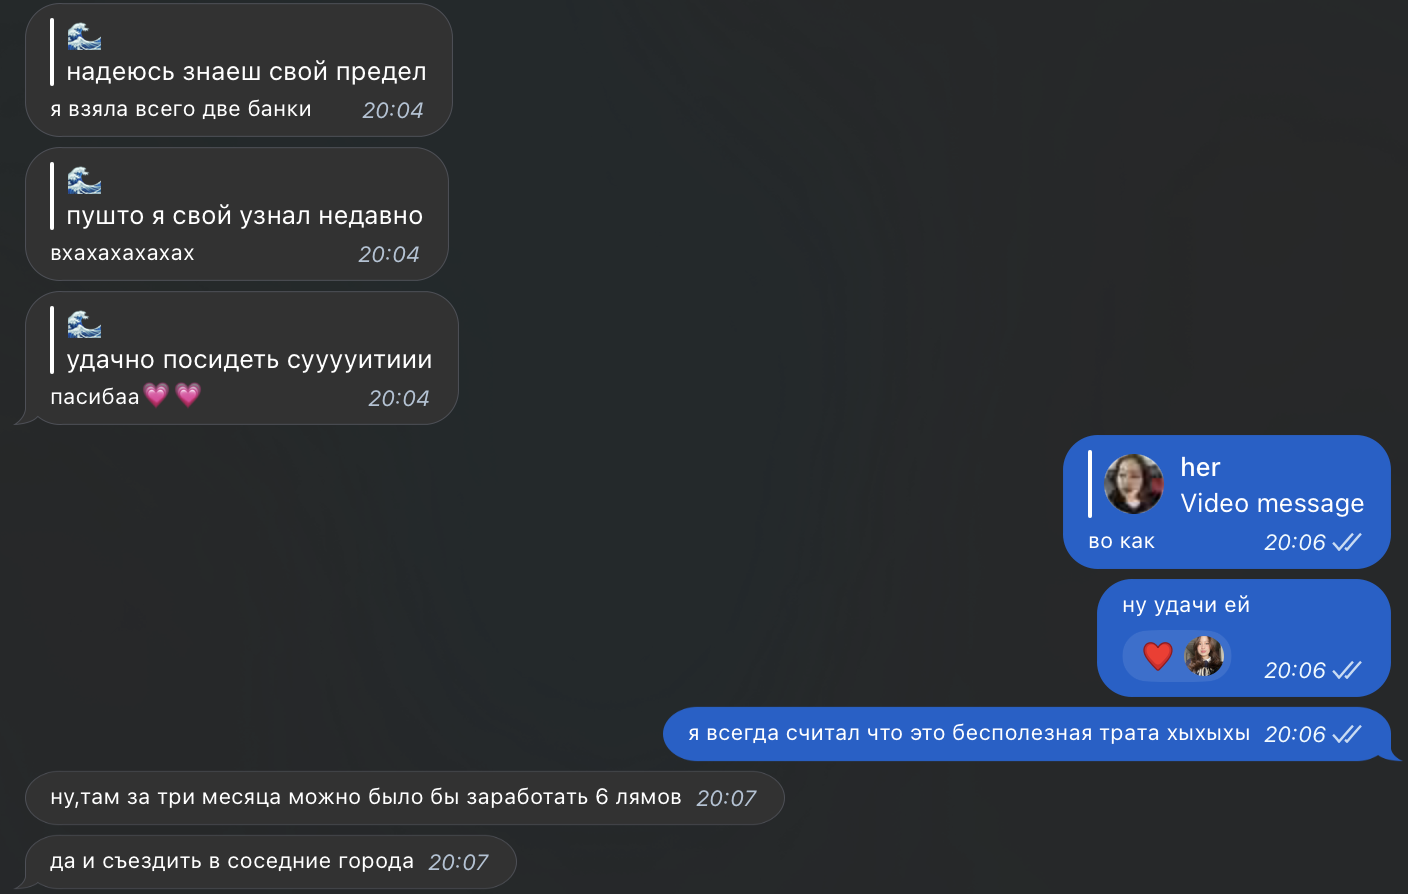 🌊
надеюсь знаеш свой предел
я взяла всего две банки 20:04
🌊
пушто я свой узнал недавно
вхахахахахах 20:04
🌊
удачно посидеть сууууитиии
пасибаа💗💗 20:04
her
Video message
во как 20:06
ну удачи ей
❤️ 20:06
я всегда считал что это бесполезная трата хыхыхы 20:06
ну,там за три месяца можно было бы заработать 6 лямов 20:07
да и съездить в соседние города 20:07